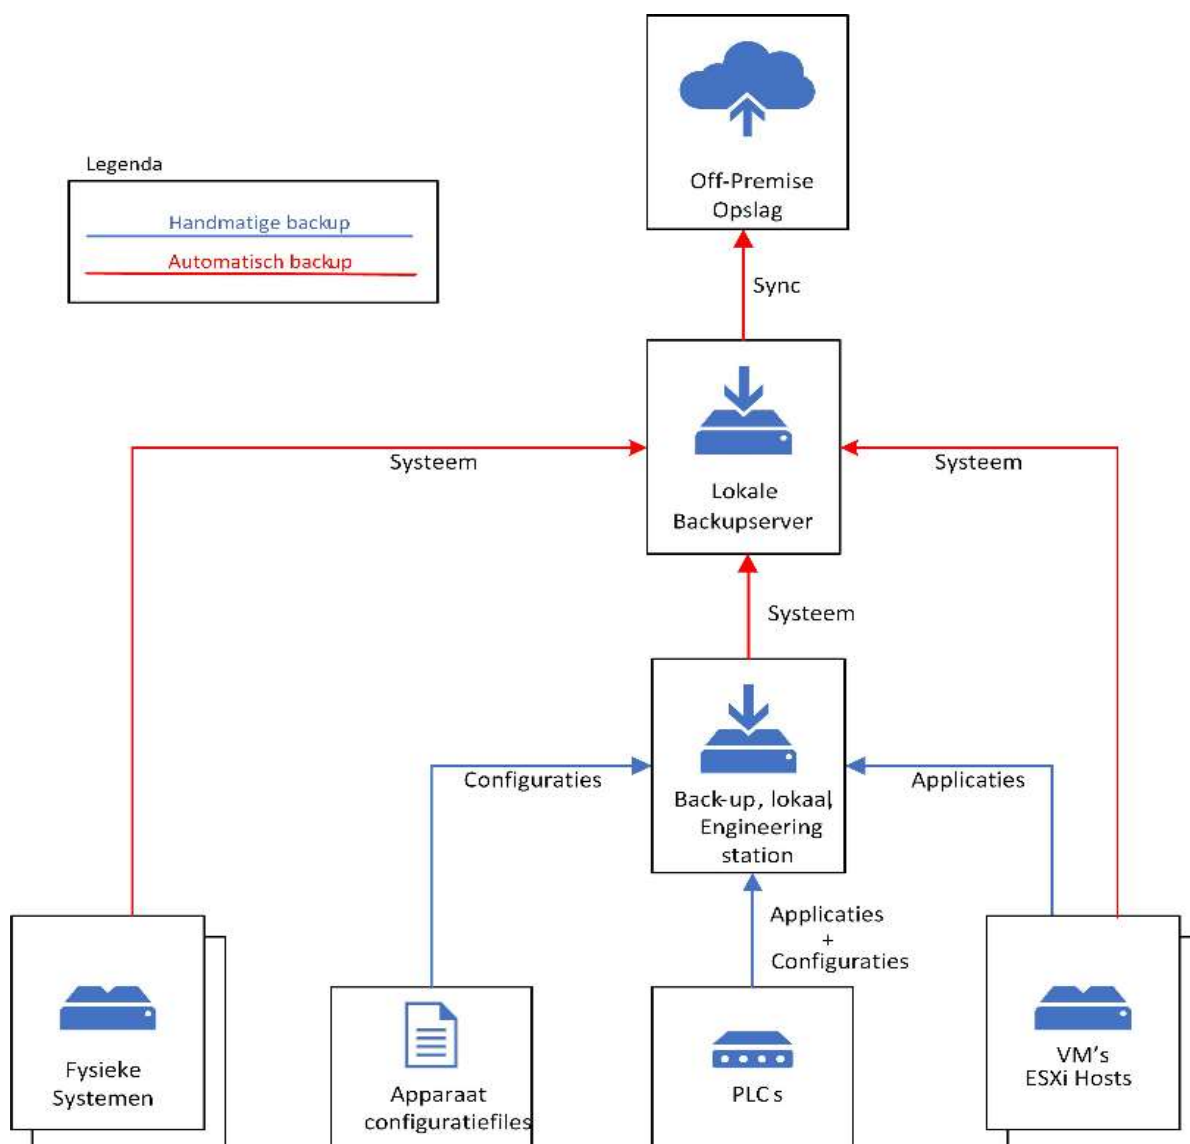 Off-Premise
Opslag
Legenda
Handmatige backup
Automatisch backup
Sync
Systeem
Systeem
Lokale
Backupserver
Systeem
Configuraties
Applicaties
Back-up, lokaal,
Engineering
station
Applicaties
+
Configuraties
Fysieke
Systemen
Apparaat
configuratiefiles
PLC s
VM's
ESXi Hosts